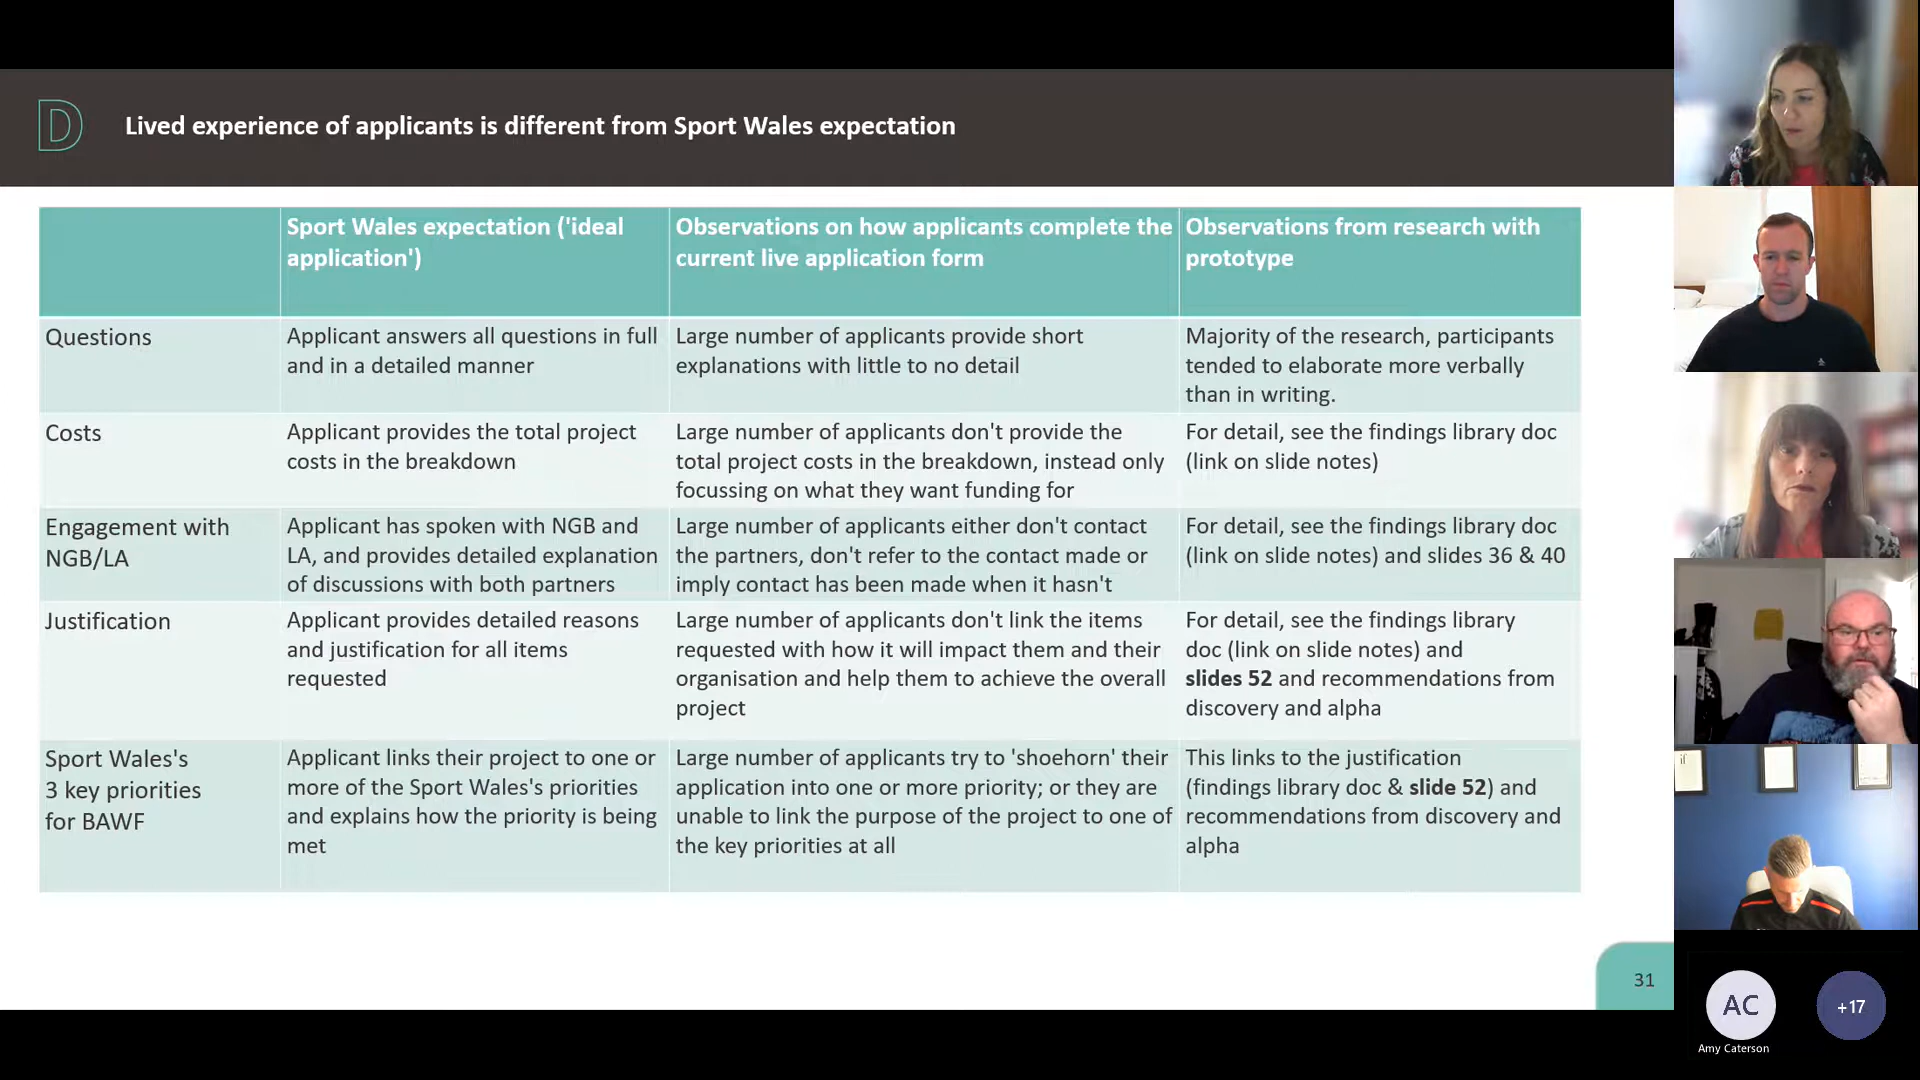 D
Lived experience of applicants is different from Sport Wales expectation
Sport Wales expectation ('ideal
application')
Observations on how applicants complete the
current live application form
Observations from research with
prototype
Questions
Applicant answers all questions in full
and in a detailed manner
Large number of applicants provide short
explanations with little to no detail
Majority of the research, participants
tended to elaborate more verbally
than in writing.
Costs
Applicant provides the total project
costs in the breakdown
Large number of applicants don't provide the
total project costs in the breakdown, instead only
focussing on what they want funding for
For detail, see the findings library doc
(link on slide notes)
Engagement with
NGB/LA
Applicant has spoken with NGB and
LA, and provides detailed explanation
of discussions with both partners
Large number of applicants either don't contact
the partners, don't refer to the contact made or
imply contact has been made when it hasn't
For detail, see the findings library doc
(link on slide notes) and slides 36 & 40
Justification
Applicant provides detailed reasons
and justification for all items
requested
Large number of applicants don't link the items
requested with how it will impact them and their
organisation and help them to achieve the overall
project
For detail, see the findings library
doc (link on slide notes) and
slides 52 and recommendations from
discovery and alpha
Sport Wales's
3 key priorities
for BAWF
Applicant links their project to one or
more of the Sport Wales's priorities
and explains how the priority is being
met
Large number of applicants try to 'shoehorn' their
application into one or more priority; or they are
unable to link the purpose of the project to one of
the key priorities at all
This links to the justification
(findings library doc & slide 52) and
recommendations from discovery and
alpha
31
if
AC
+17
Amy Caterson